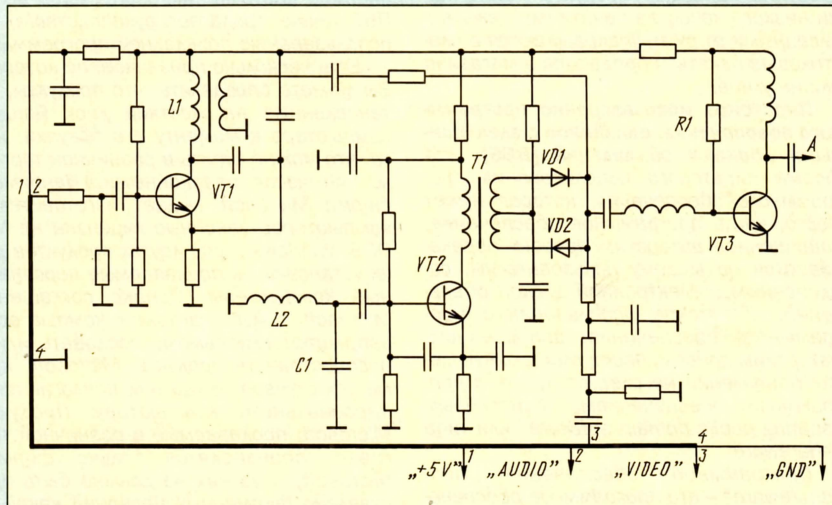 L1
R1
A
1
2
VT1
T1
VD1
VD2
VT3
VT2
L2
C1
4
3
4
„+5V"
1
„AUDIO"
2
„VIDEO"
3
„GND"